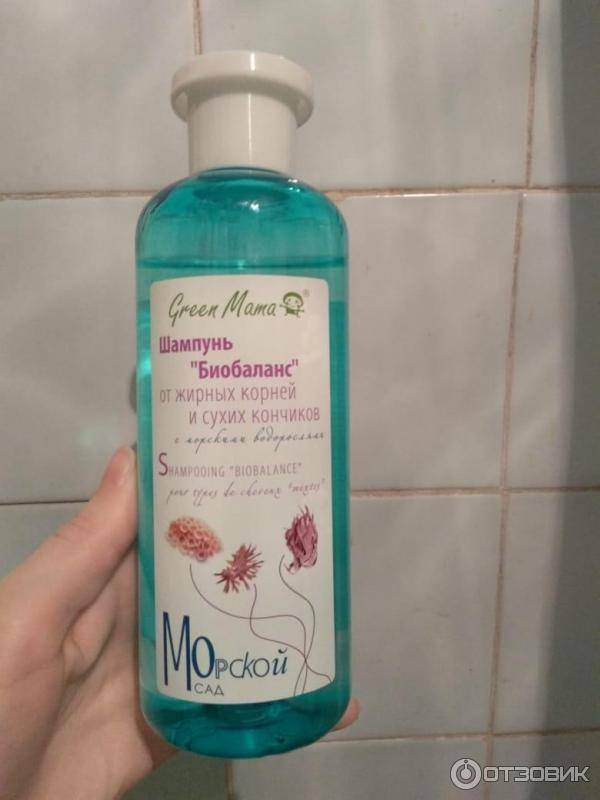 Green Mama®
Шампунь
"Биобаланс"
от жирных корней
и сухих кончиков
с морскими водорослями
Shampooing "BIOBALANCE"
pour types de cheveux "mixtes"
Морской
САД
ОТЗОВИК